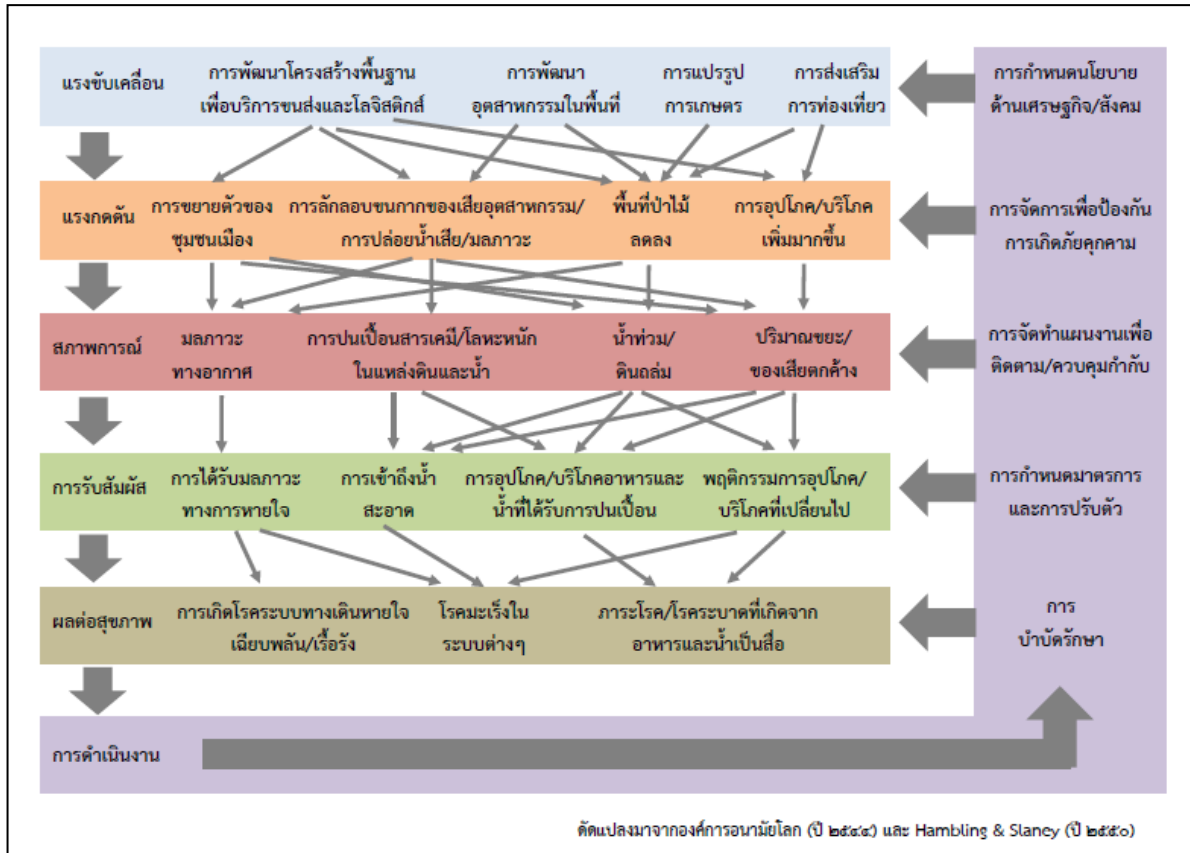 แรงขับเคลื่อน
การพัฒนาโครงสร้างพื้นฐาน
เพื่อบริการขนส่งและโลจิสติกส์
การพัฒนา
อุตสาหกรรมในพื้นที่
การแปรรูป
การเกษตร
การส่งเสริม
การท่องเที่ยว
การกำหนดนโยบาย
ด้านเศรษฐกิจ/สังคม
แรงกดดัน
การขยายตัวของ
ชุมชนเมือง
การลักลอบขนกากของเสียอุตสาหกรรม/
การปล่อยน้ำเสีย/มลภาวะ
พื้นที่ป่าไม้
ลดลง
การอุปโภค/บริโภค
เพิ่มมากขึ้น
การจัดการเพื่อป้องกัน
การเกิดภัยคุกคาม
สภาพการณ์
มลภาวะ
ทางอากาศ
การปนเปื้อนสารเคมี/โลหะหนัก
ในแหล่งดินและน้ำ
น้ำท่วม/
ดินถล่ม
ปริมาณขยะ/
ของเสียตกค้าง
การจัดทำแผนงานเพื่อ
ติดตาม/ควบคุมกำกับ
การรับสัมผัส
การได้รับมลภาวะ
ทางการหายใจ
การเข้าถึงน้ำ
สะอาด
การอุปโภค/บริโภคอาหารและ
น้ำที่ได้รับการปนเปื้อน
พฤติกรรมการอุปโภค/
บริโภคที่เปลี่ยนไป
การกำหนดมาตรการ
และการปรับตัว
ผลต่อสุขภาพ
การเกิดโรคระบบทางเดินหายใจ
เฉียบพลัน/เรื้อรัง
โรคมะเร็งใน
ระบบต่างๆ
ภาระโรค/โรคระบาดที่เกิดจาก
อาหารและน้ำเป็นสื่อ
การ
บำบัดรักษา
การดำเนินงาน
ดัดแปลงมาจากองค์การอนามัยโลก (ปี ๒๕๔๔) และ Hambling & Slaney (ปี ๒๕๕๐)